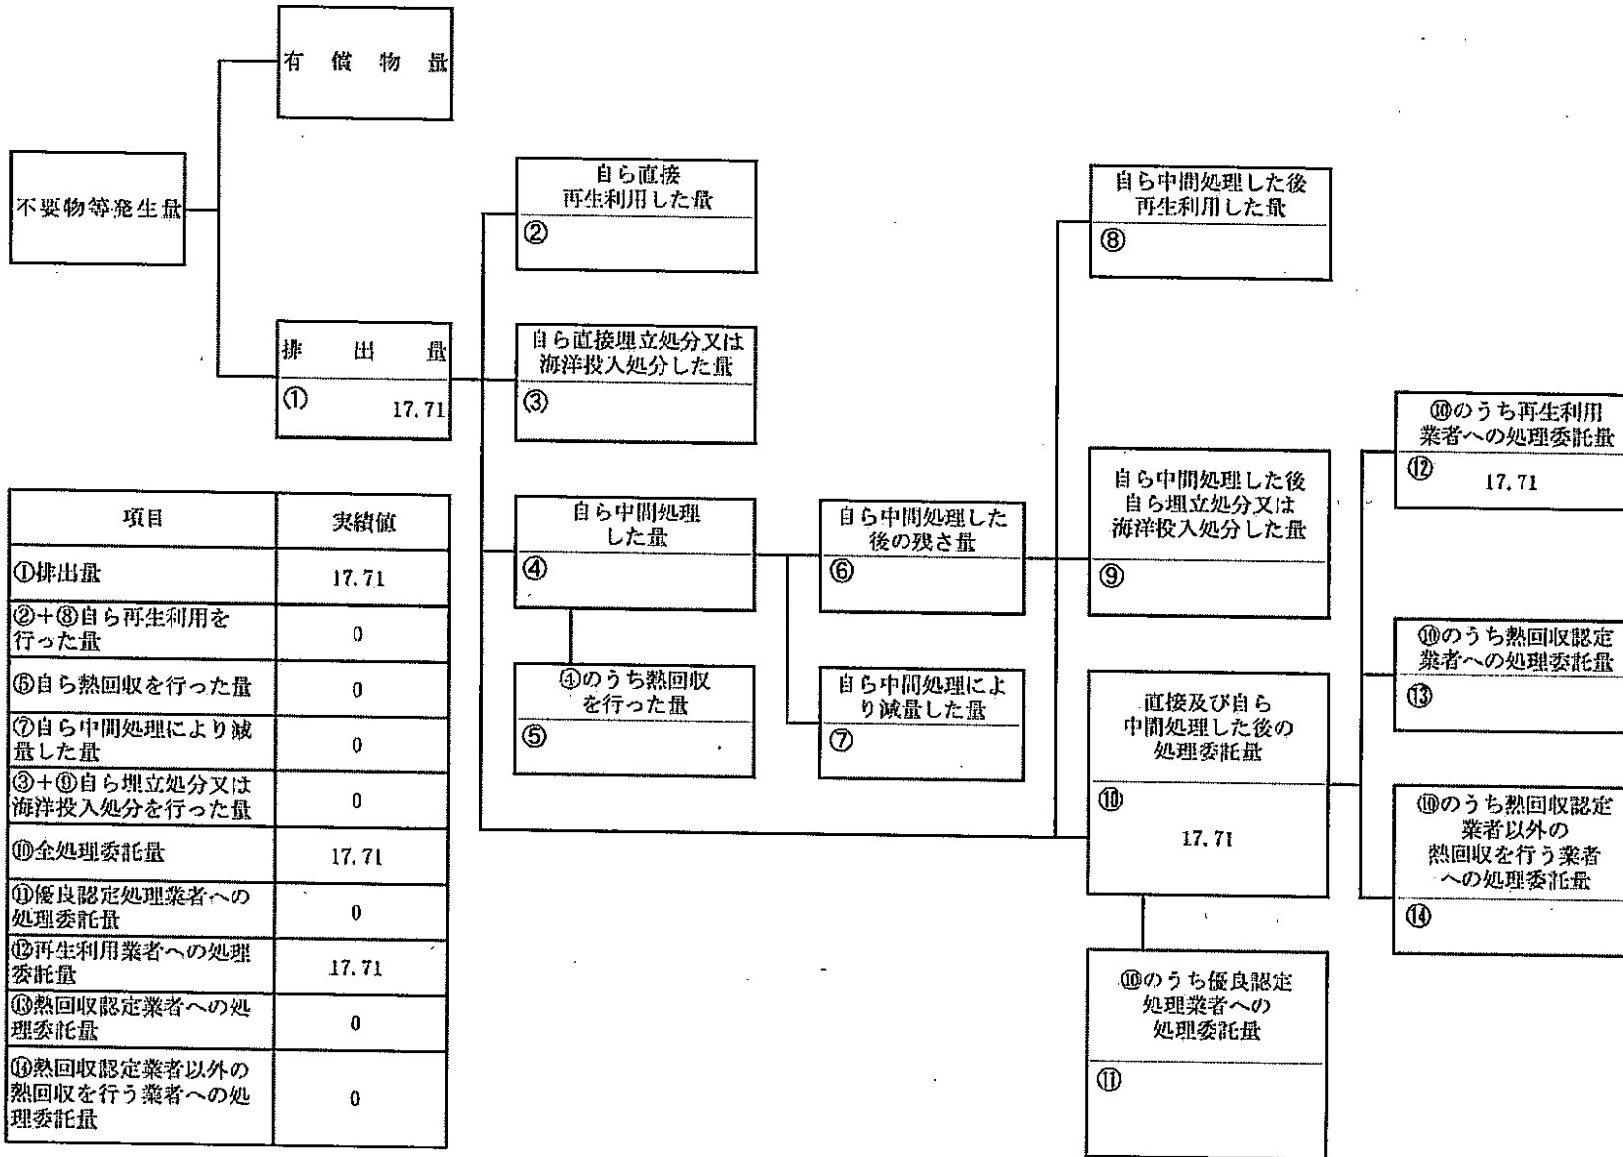 有償物量
不要物等発生量
排出量
①
17.71
自ら直接
再生利用した量
②
自ら直接埋立処分又は
海洋投入処分した量
③
自ら中間処理
した量
④
④のうち熱回収
を行った量
⑤
自ら中間処理した
後の残さ量
⑥
自ら中間処理によ
り減量した量
⑦
自ら中間処理した後
再生利用した量
⑧
自ら中間処理した後
自ら埋立処分又は
海洋投入処分した量
⑨
直接及び自ら
中間処理した後の
処理委託量
⑩
17.71
⑩のうち優良認定
処理業者への
処理委託量
⑪
⑩のうち再生利用
業者への処理委託量
⑫
17.71
⑩のうち熱回収認定
業者への処理委託量
⑬
⑩のうち熱回収認定
業者以外の
熱回収を行う業者
への処理委託量
⑭
項目 実績値
①排出量 17.71
②+⑧自ら再生利用を
行った量 0
⑤自ら熱回収を行った量 0
⑦自ら中間処理により減
量した量 0
③+⑨自ら埋立処分又は
海洋投入処分を行った量 0
⑩全処理委託量 17.71
⑪優良認定処理業者への
処理委託量 0
⑫再生利用業者への処理
委託量 17.71
⑬熱回収認定業者への処
理委託量 0
⑭熱回収認定業者以外の
熱回収を行う業者への処
理委託量 0